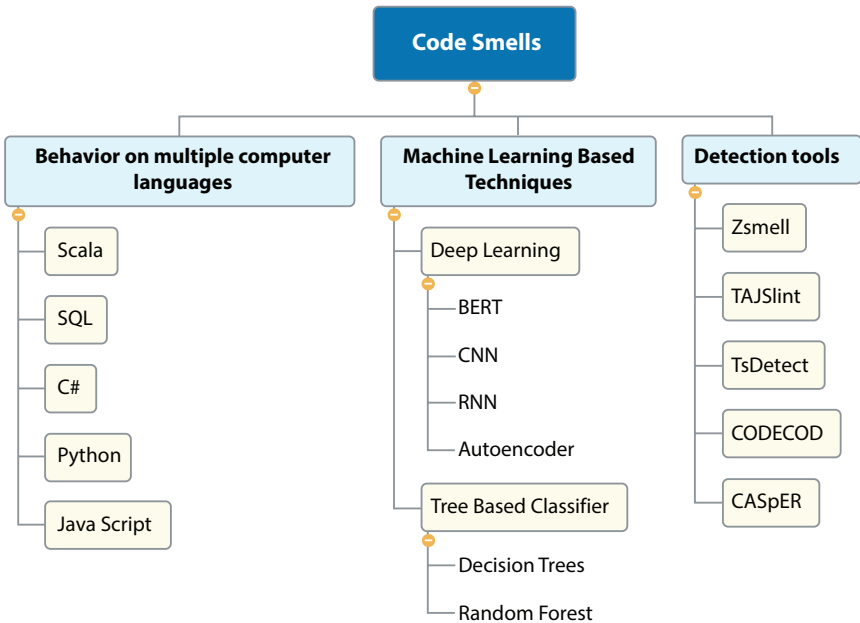 Code Smells
Behavior on multiple computer
languages
Scala
SQL
C#
Python
Java Script
Machine Learning Based
Techniques
Deep Learning
BERT
CNN
RNN
Autoencoder
Tree Based Classifier
Decision Trees
Random Forest
Detection tools
Zsmell
TAJSlint
TsDetect
CODECOD
CASpER